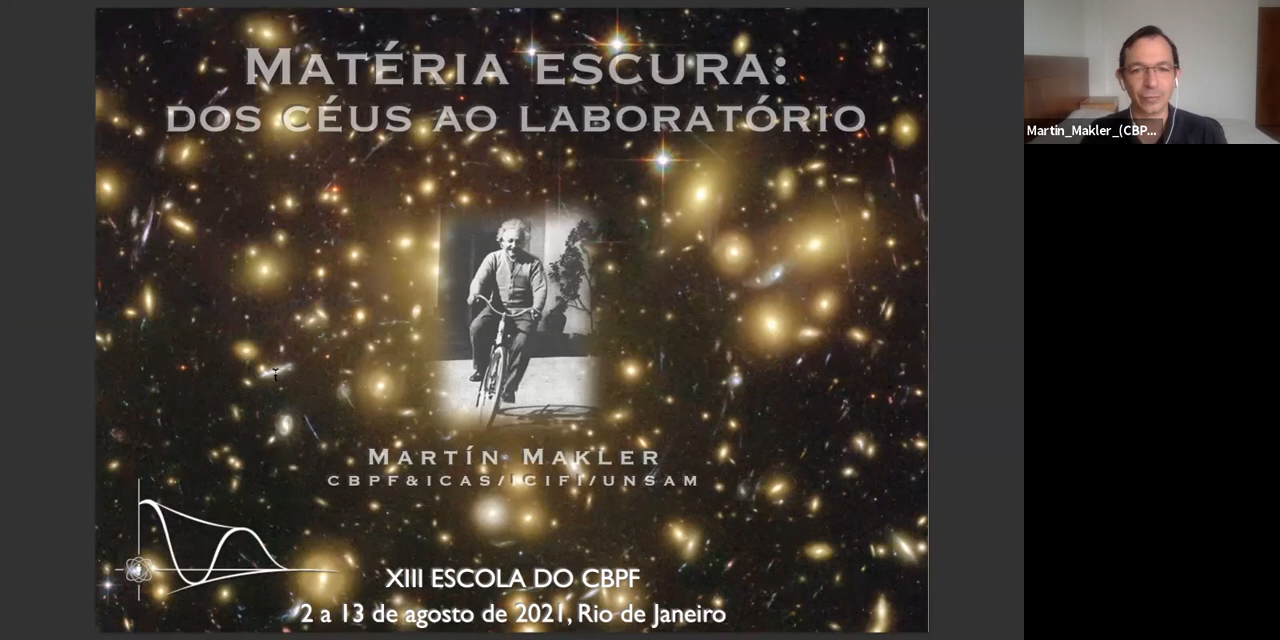 MATÉRIA ESCURA:
DOS CÉUS AO LABORATÓRIO
MARTÍN MAKLER
CBPF&ICAS/ICIFI/UNSAM
XIII ESCOLA DO CBPF
2 a 13 de agosto de 2021, Rio de Janeiro
Martin_Makler_(CBP...